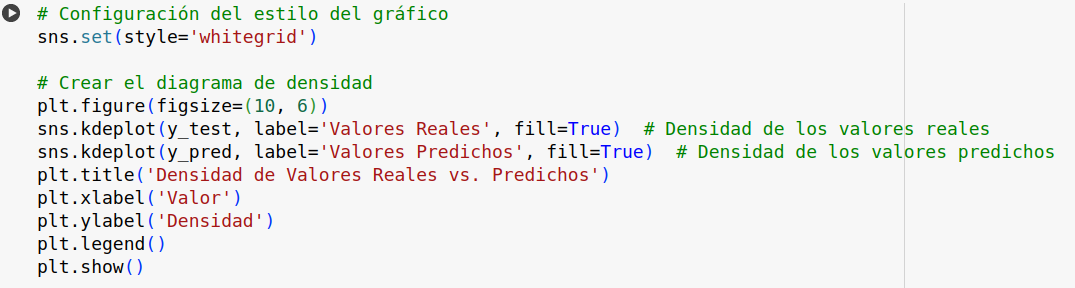 # Configuración del estilo del gráfico
sns.set(style='whitegrid')
# Crear el diagrama de densidad
plt.figure(figsize=(10, 6))
sns.kdeplot(y_test, label='Valores Reales', fill=True)  # Densidad de los valores reales
sns.kdeplot(y_pred, label='Valores Predichos', fill=True)  # Densidad de los valores predichos
plt.title('Densidad de Valores Reales vs. Predichos')
plt.xlabel('Valor')
plt.ylabel('Densidad')
plt.legend()
plt.show()